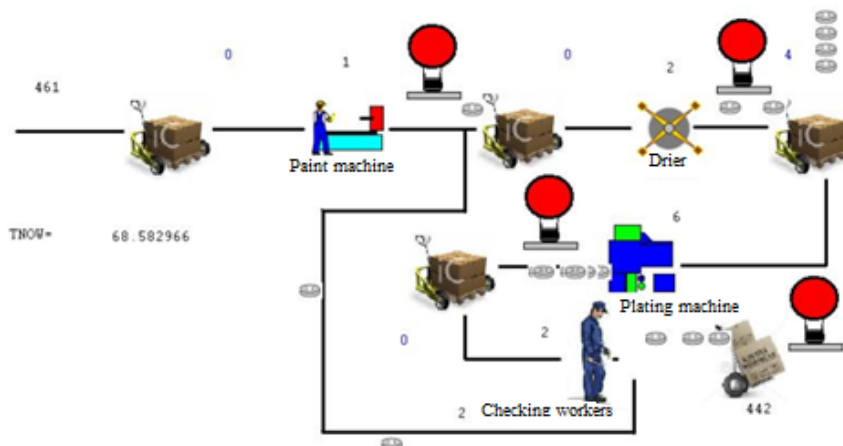 0
0
4
1
2
461
Paint machine
Drier
TNOW= 68.582966
6
Plating machine
0
2
2
Checking workers
442